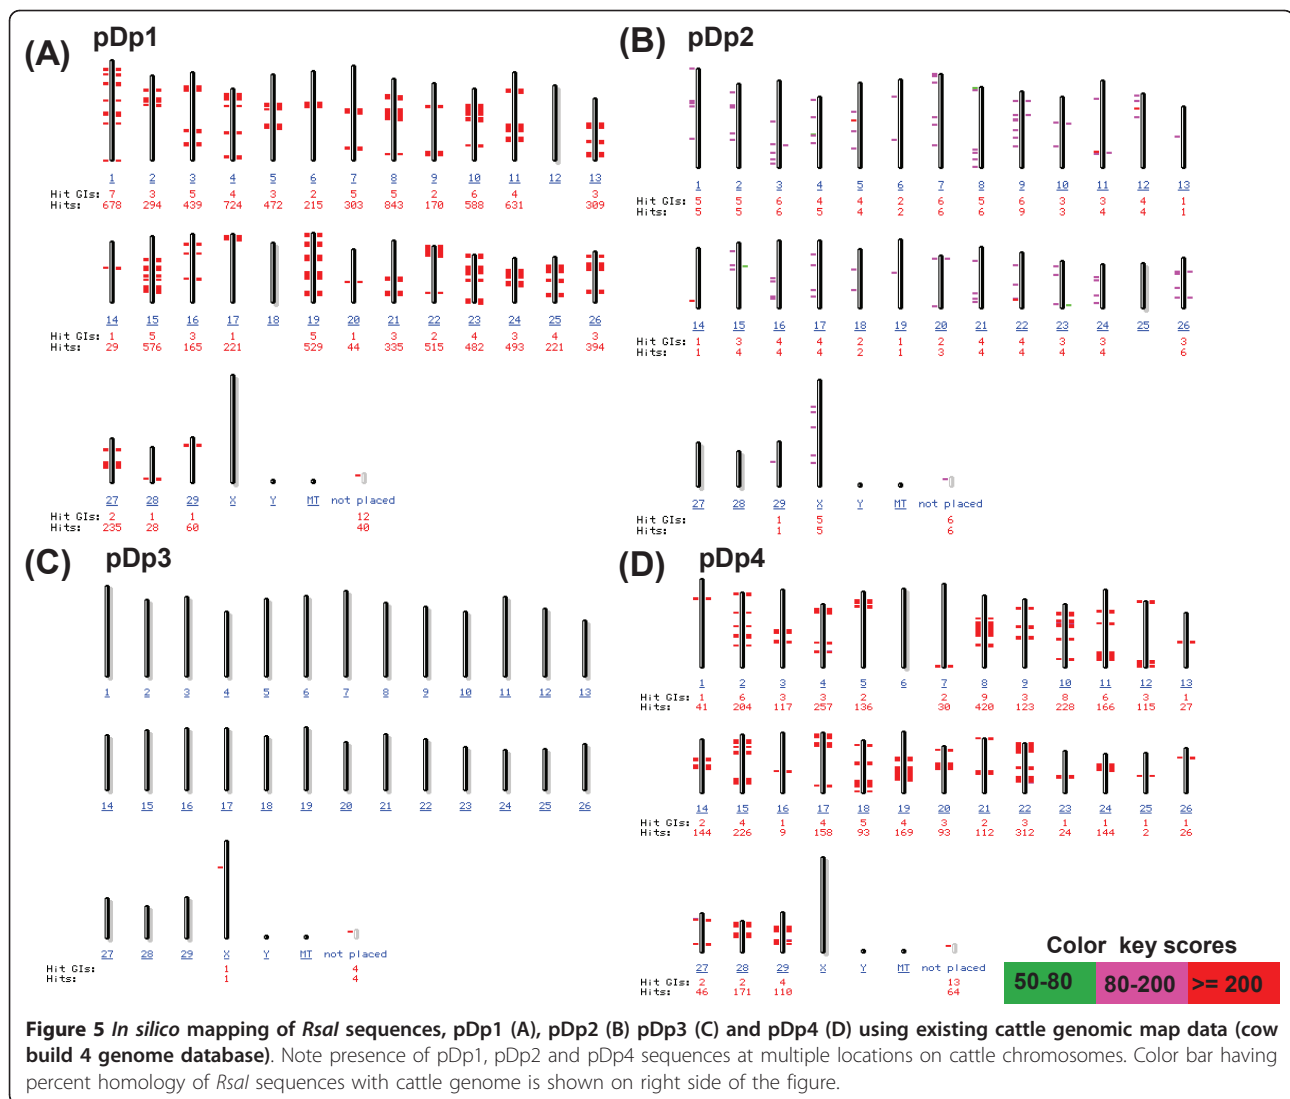 (A) pDp1
1 2 3 4 5 6 7 8 9 10 11 12 13
Hit GIs: 7 3 5 4 3 2 5 5 2 6 4 3
Hits: 678 294 439 724 472 215 303 843 170 588 631 309
14 15 16 17 18 19 20 21 22 23 24 25 26
Hit GIs: 1 5 3 1 5 1 3 2 4 3 4 3
Hits: 29 576 165 221 529 44 335 515 482 493 221 394
27 28 29 X Y MT not placed
Hit GIs: 2 1 1 12
Hits: 235 28 60 40
(B) pDp2
1 2 3 4 5 6 7 8 9 10 11 12 13
Hit GIs: 5 5 6 4 4 2 6 5 6 3 3 4 1
Hits: 5 5 6 5 4 2 6 6 9 3 4 4 1
14 15 16 17 18 19 20 21 22 23 24 25 26
Hit GIs: 1 3 4 4 2 1 2 4 4 3 3 3
Hits: 1 4 4 4 2 1 3 4 4 4 4 6
27 28 29 X Y MT not placed
Hit GIs: 1 5 6
Hits: 1 5 6
(C) pDp3
1 2 3 4 5 6 7 8 9 10 11 12 13
14 15 16 17 18 19 20 21 22 23 24 25 26
27 28 29 X Y MT not placed
Hit GIs: 1 4
Hits: 1 4
(D) pDp4
1 2 3 4 5 6 7 8 9 10 11 12 13
Hit GIs: 1 6 3 3 2 2 9 3 8 6 3 1
Hits: 41 204 117 257 136 30 420 123 228 166 115 27
14 15 16 17 18 19 20 21 22 23 24 25 26
Hit GIs: 2 4 1 4 5 4 3 2 3 1 1 1 1
Hits: 144 226 9 158 93 169 93 112 312 24 144 2 26
27 28 29 X Y MT not placed
Hit GIs: 2 2 4 13
Hits: 46 171 110 64
Color key scores
50-80 80-200 >= 200
Figure 5 In silico mapping of RsaI sequences, pDp1 (A), pDp2 (B) pDp3 (C) and pDp4 (D) using existing cattle genomic map data (cow
build 4 genome database). Note presence of pDp1, pDp2 and pDp4 sequences at multiple locations on cattle chromosomes. Color bar having
percent homology of RsaI sequences with cattle genome is shown on right side of the figure.